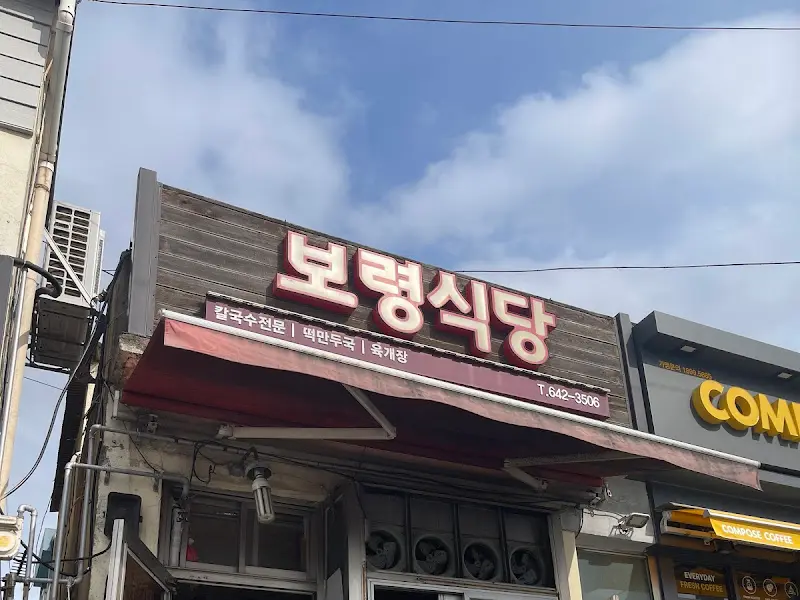 보령식당
칼국수전문 | 떡만두국 | 육개장
T.642-3506
COMP
COMPOSE COFFEE
EVERYDAY
FRESH COFFEE